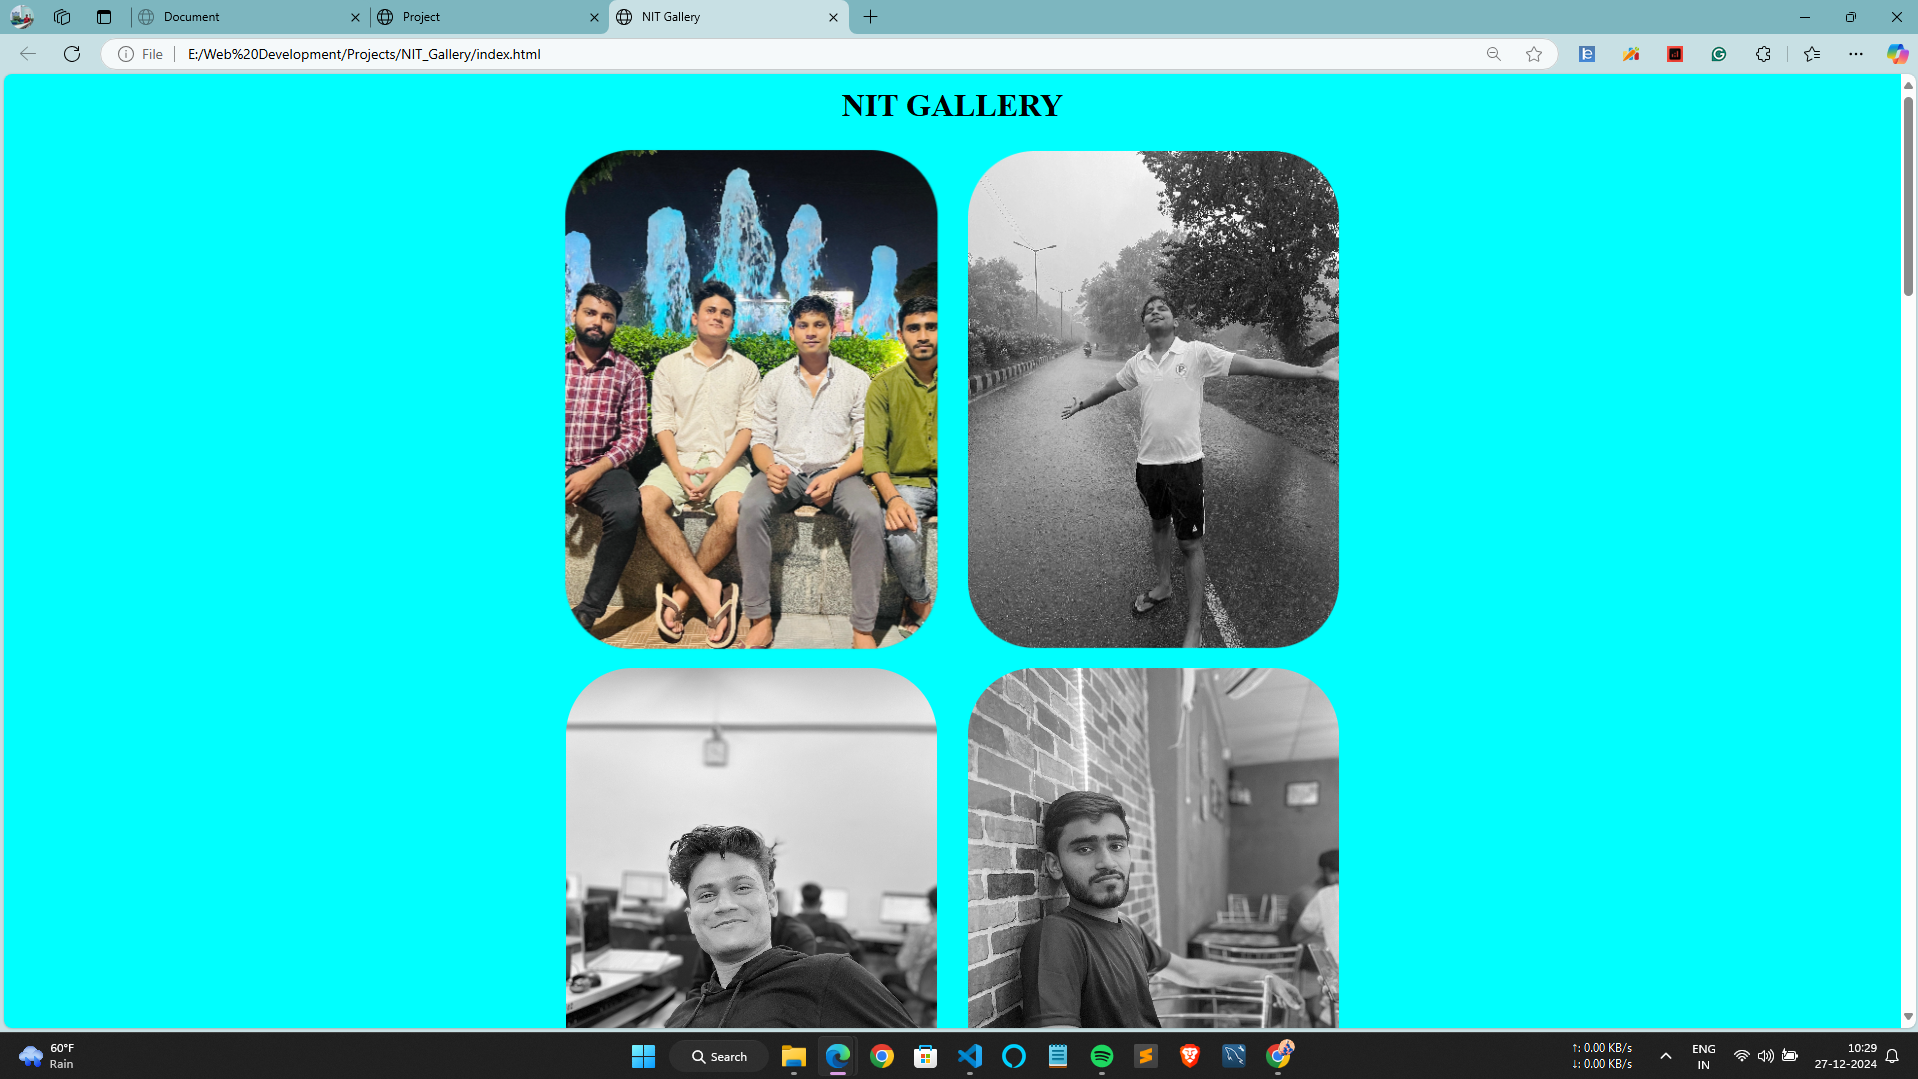 Document
Project
NIT Gallery
File
E:/Web%20Development/Projects/NIT_Gallery/index.html
NIT GALLERY
60°F
Rain
Search
↑: 0.00 KB/s
↓: 0.00 KB/s
ENG
IN
10:29
27-12-2024